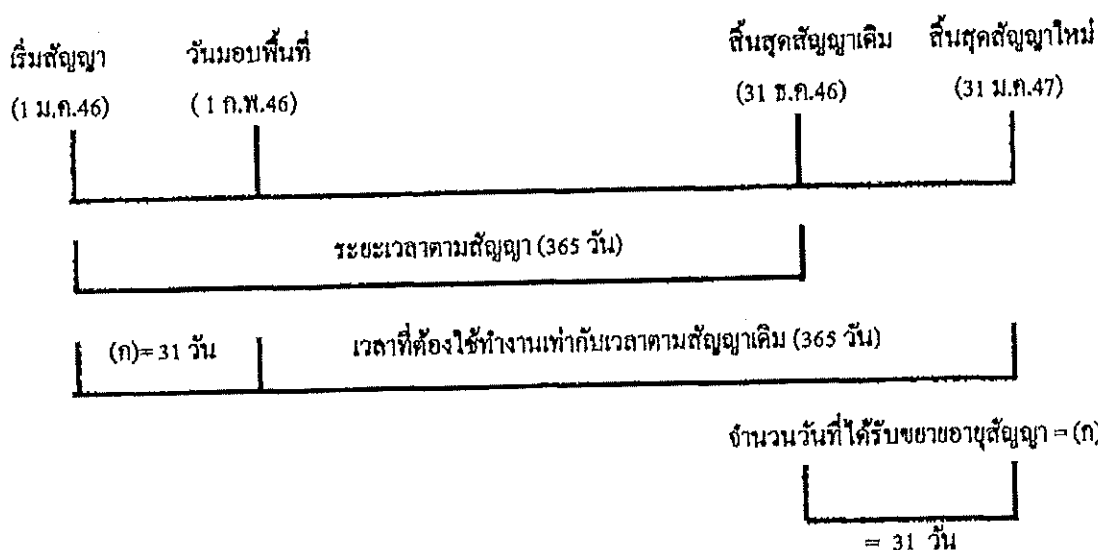 เริ่มสัญญา วันมอบพื้นที่ สิ้นสุดสัญญาเดิม สิ้นสุดสัญญาใหม่
(1 ม.ค.46) ( 1 ก.พ.46) (31 ธ.ค.46) (31 ม.ค.47)
ระยะเวลาตามสัญญา (365 วัน)
(ก)= 31 วัน เวลาที่ต้องใช้ทำงานเท่ากับเวลาตามสัญญาเดิม (365 วัน)
จำนวนวันที่ได้รับขยายอายุสัญญา = (ก)
= 31 วัน